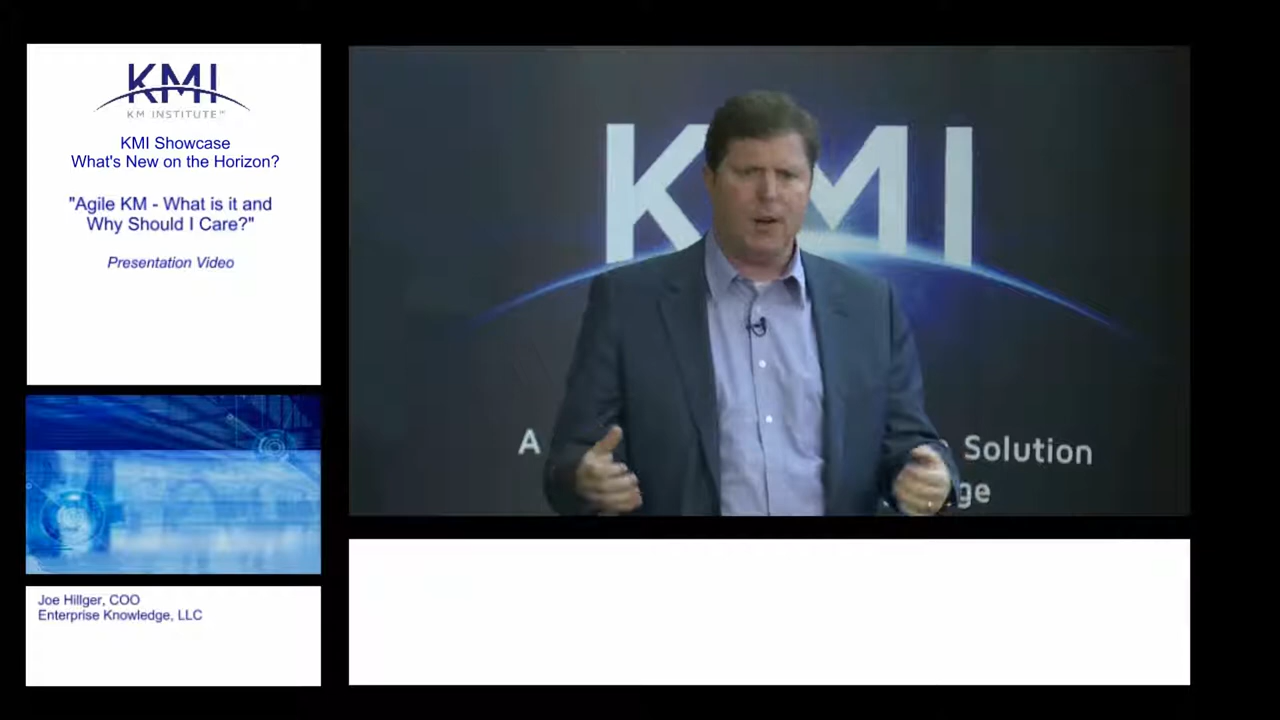 KMI
KM INSTITUTE™
KMI Showcase
What's New on the Horizon?
"Agile KM - What is it and
Why Should I Care?"
Presentation Video
Joe Hillger, COO
Enterprise Knowledge, LLC
KMI
A Solution
ge